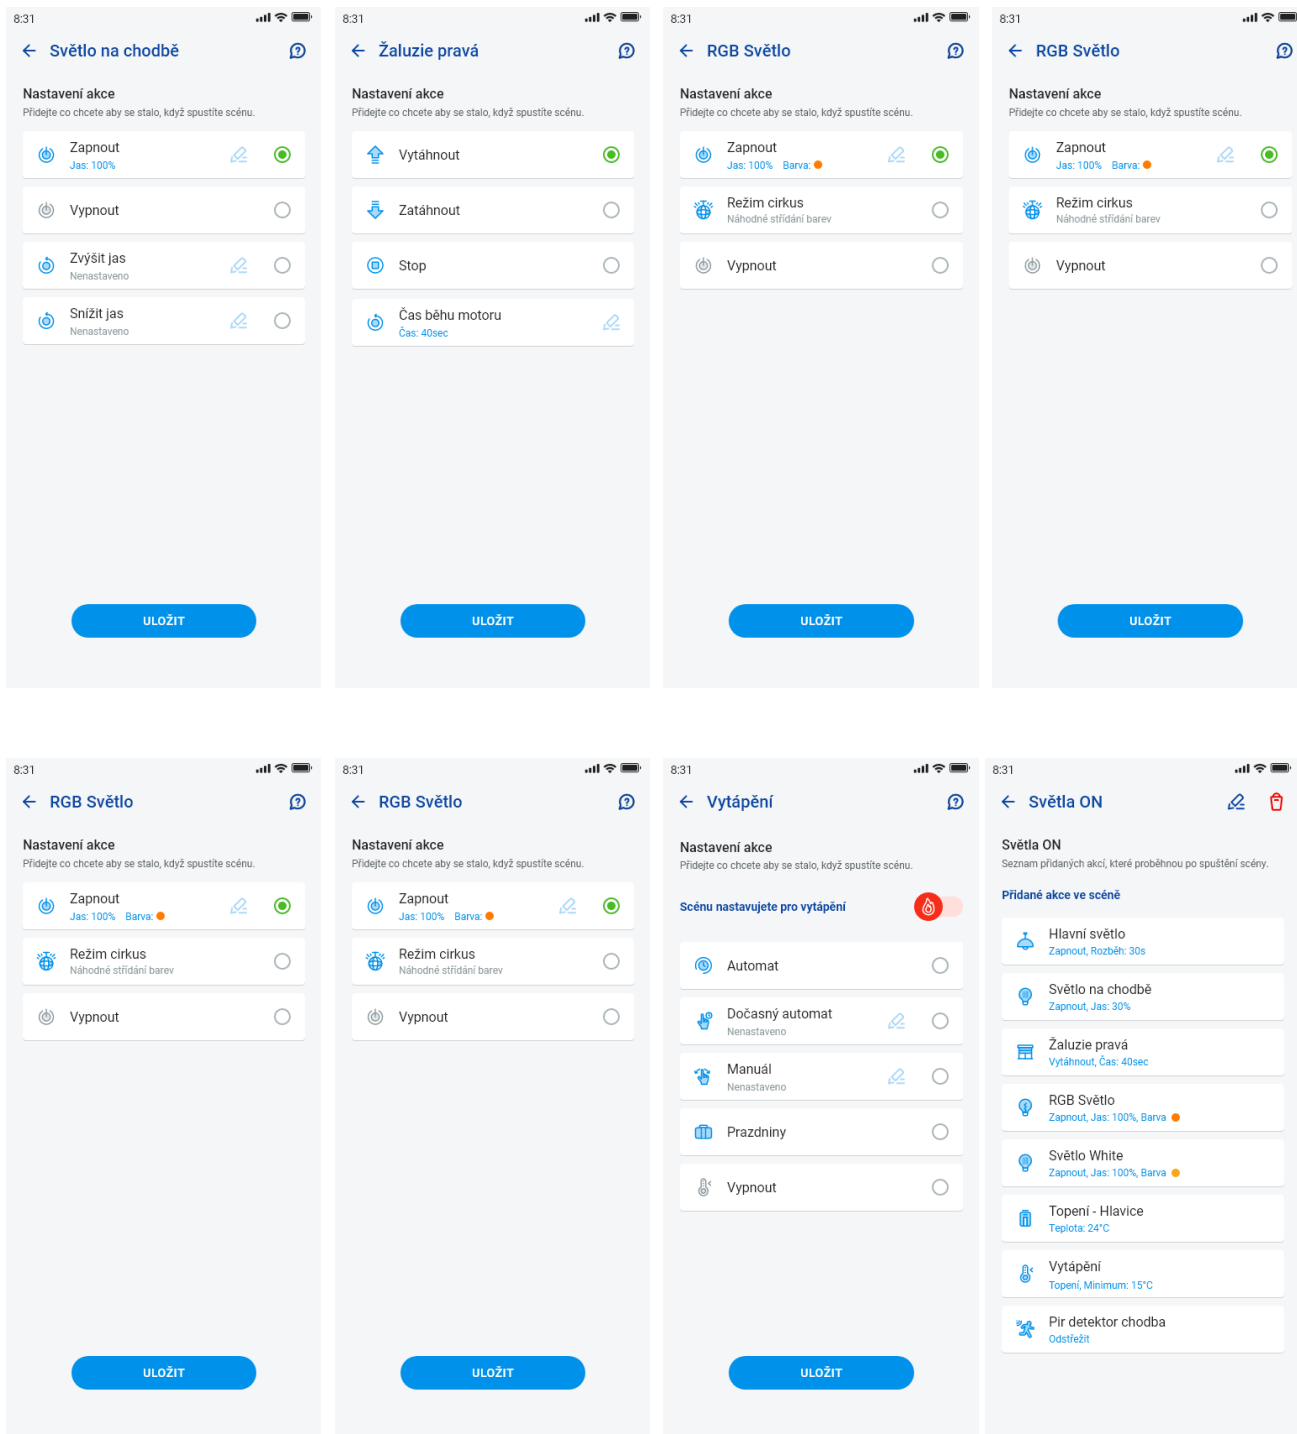 8:31
Světlo na chodbě
Nastavení akce
Přidejte co chcete aby se stalo, když spustíte scénu.
Zapnout
Jas: 100%
Vypnout
Zvýšit jas
Nenastaveno
Snížit jas
Nenastaveno
ULOŽIT
8:31
Žaluzie pravá
Nastavení akce
Přidejte co chcete aby se stalo, když spustíte scénu.
Vytáhnout
Zatáhnout
Stop
Čas běhu motoru
Čas: 40sec
ULOŽIT
8:31
RGB Světlo
Nastavení akce
Přidejte co chcete aby se stalo, když spustíte scénu.
Zapnout
Jas: 100% Barva:
Režim cirkus
Náhodné střídání barev
Vypnout
ULOŽIT
8:31
RGB Světlo
Nastavení akce
Přidejte co chcete aby se stalo, když spustíte scénu.
Zapnout
Jas: 100% Barva:
Režim cirkus
Náhodné střídání barev
Vypnout
ULOŽIT
8:31
RGB Světlo
Nastavení akce
Přidejte co chcete aby se stalo, když spustíte scénu.
Zapnout
Jas: 100% Barva:
Režim cirkus
Náhodné střídání barev
Vypnout
ULOŽIT
8:31
RGB Světlo
Nastavení akce
Přidejte co chcete aby se stalo, když spustíte scénu.
Zapnout
Jas: 100% Barva:
Režim cirkus
Náhodné střídání barev
Vypnout
ULOŽIT
8:31
Vytápění
Nastavení akce
Přidejte co chcete aby se stalo, když spustíte scénu.
Scénu nastavujete pro vytápění
Automat
Dočasný automat
Nenastaveno
Manuál
Nenastaveno
Prazdniny
Vypnout
ULOŽIT
8:31
Světla ON
Světla ON
Seznam přidaných akcí, které proběhnou po spuštění scény.
Přidané akce ve scéně
Hlavní světlo
Zapnout, Rozběh: 30s
Světlo na chodbě
Zapnout, Jas: 30%
Žaluzie pravá
Vytáhnout, Čas: 40sec
RGB Světlo
Zapnout, Jas: 100%, Barva
Světlo White
Zapnout, Jas: 100%, Barva
Topení - Hlavice
Teplota: 24°C
Vytápění
Topení, Minimum: 15°C
Pir detektor chodba
Odstřežit